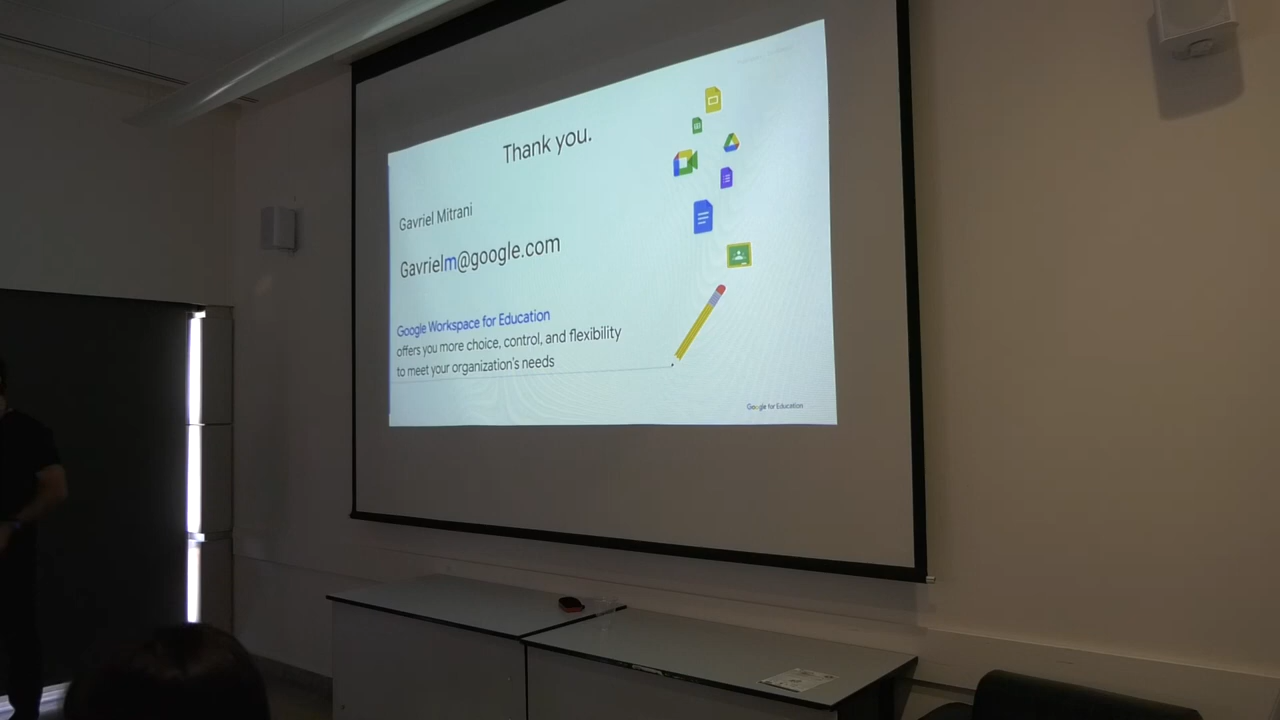 Thank you.
Gavriel Mitrani
Gavrielm@google.com
Google Workspace for Education
offers you more choice, control, and flexibility
to meet your organization's needs
Google for Education